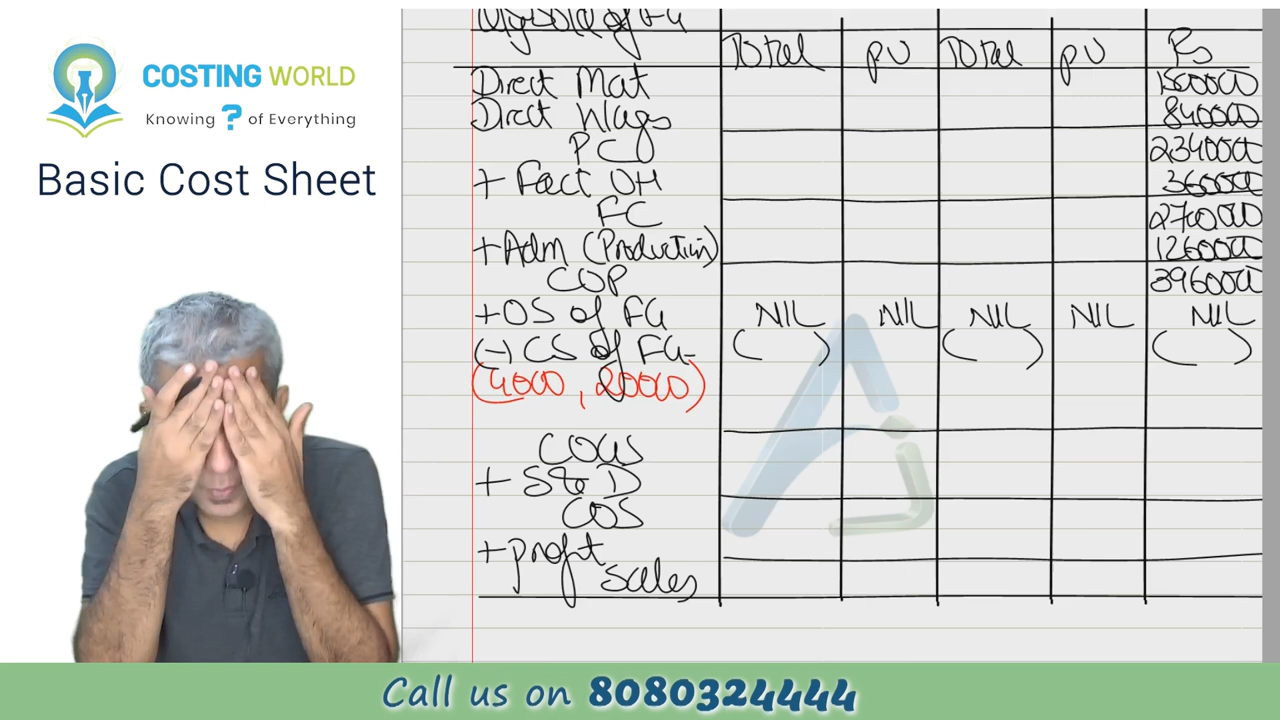 COSTING WORLD
Knowing ? of Everything
Basic Cost Sheet
Total PU Total PU Rs
Direct Mat 1500000
Direct Wages 840000
PC 2340000
+ Fact OH 360000
FC 2700000
+Adm (Production) 1260000
COP 3960000
+OS of FG NIL NIL NIL NIL NIL
(-) CS of FG ( ) ( ) ( )
(4000, 20000)
COGS
+ S & D
COS
+profit
Sales
Call us on 8080324444